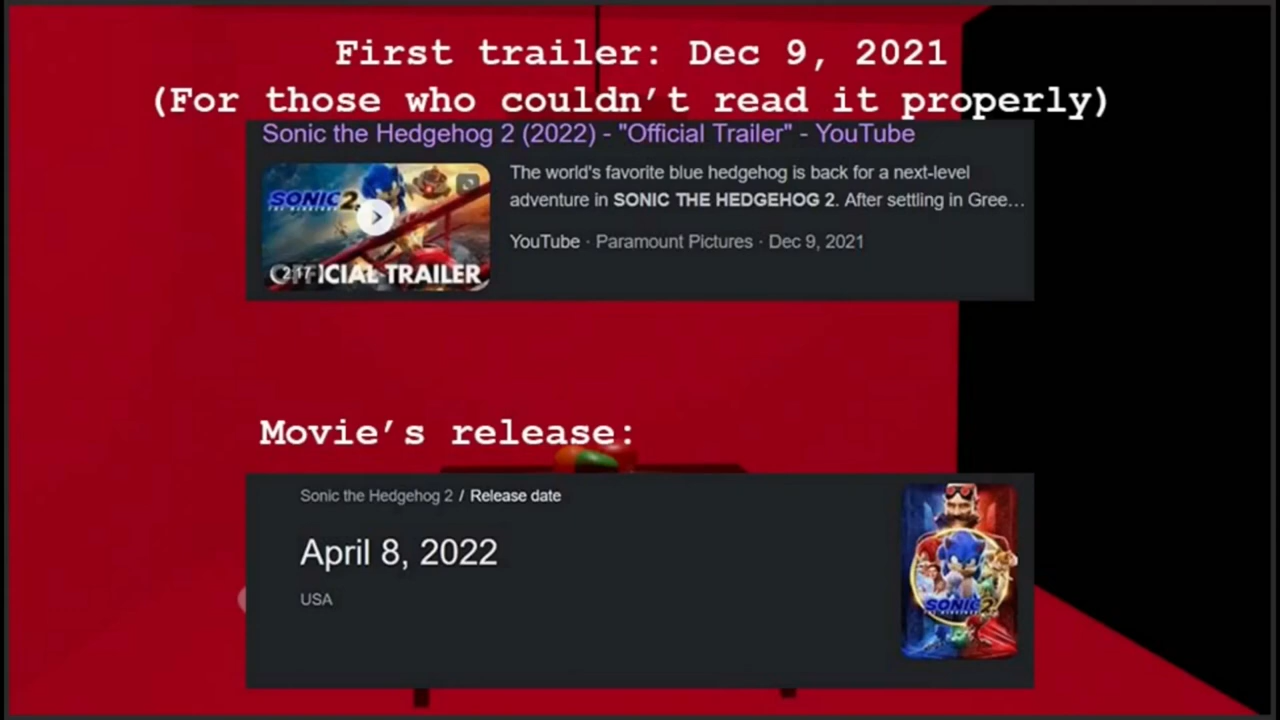 First trailer: Dec 9, 2021
(For those who couldn’t read it properly)
Sonic the Hedgehog 2 (2022) - "Official Trailer" - YouTube
The world's favorite blue hedgehog is back for a next-level
adventure in SONIC THE HEDGEHOG 2. After settling in Gree...
YouTube · Paramount Pictures · Dec 9, 2021
SONIC 2
2:17
OFFICIAL TRAILER
Movie’s release:
Sonic the Hedgehog 2 / Release date
April 8, 2022
USA
SONIC 2